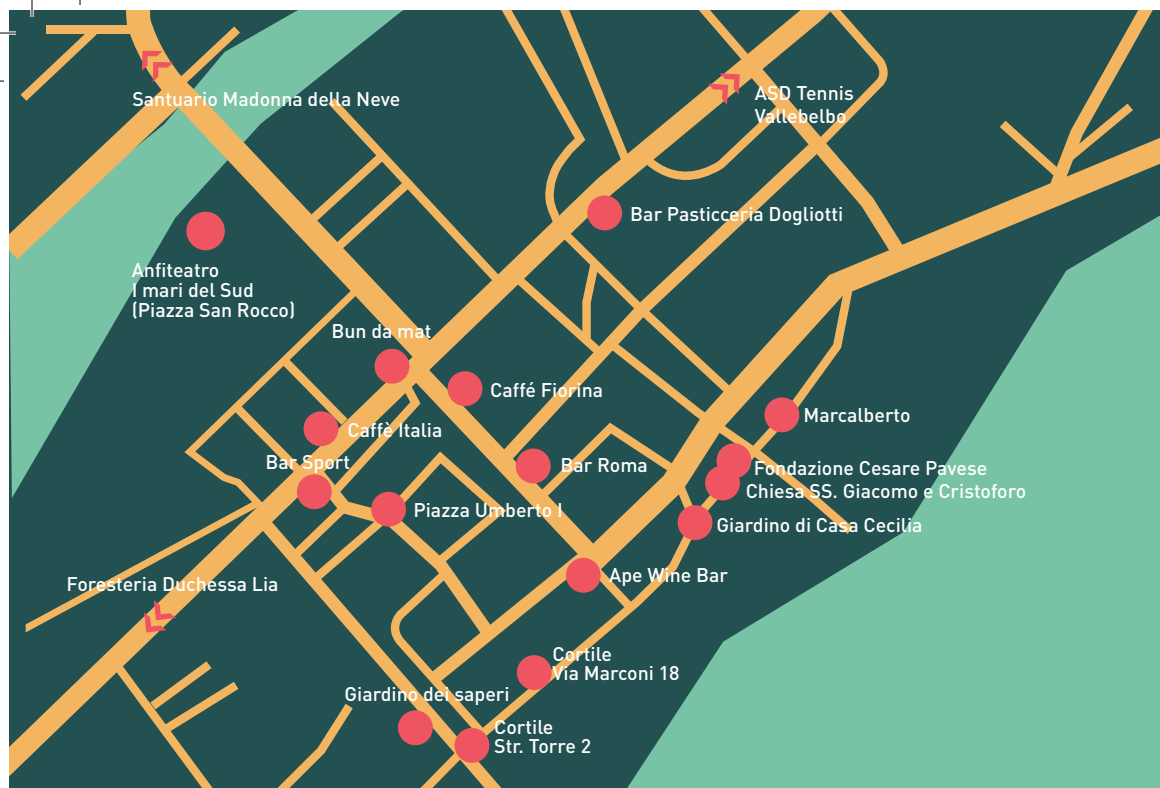 Santuario Madonna della Neve
ASD Tennis
Vallebelbo
Bar Pasticceria Dogliotti
Anfiteatro
I mari del Sud
(Piazza San Rocco)
Bun da mat
Caffé Fiorina
Marcalberto
Caffè Italia
Bar Sport
Bar Roma
Fondazione Cesare Pavese
Chiesa SS. Giacomo e Cristoforo
Piazza Umberto I
Giardino di Casa Cecilia
Foresteria Duchessa Lia
Ape Wine Bar
Cortile
Via Marconi 18
Giardino dei saperi
Cortile
Str. Torre 2